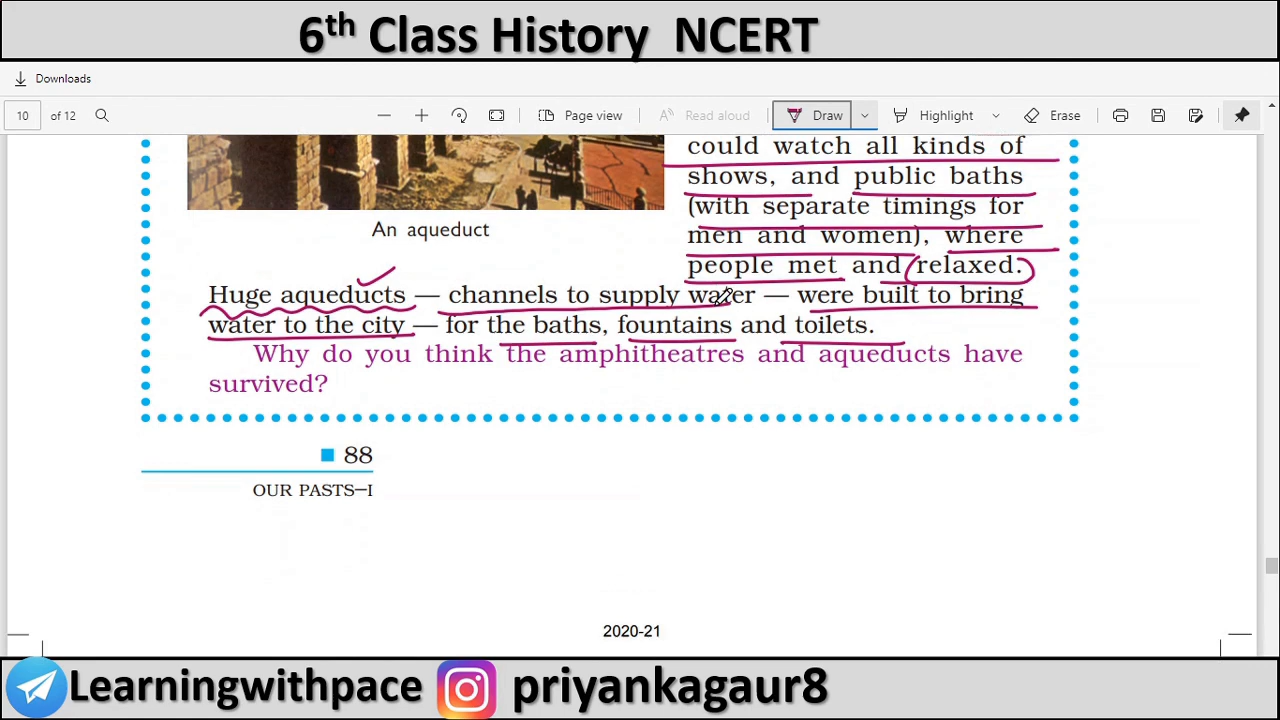 6th Class History NCERT
Downloads
10 of 12 Page view Read aloud Draw Highlight Erase
could watch all kinds of
shows, and public baths
(with separate timings for
men and women), where
people met and relaxed.
An aqueduct
Huge aqueducts — channels to supply water — were built to bring
water to the city — for the baths, fountains and toilets.
Why do you think the amphitheatres and aqueducts have
survived?
88
OUR PASTS–I
2020-21
Learningwithpace priyankagaur8